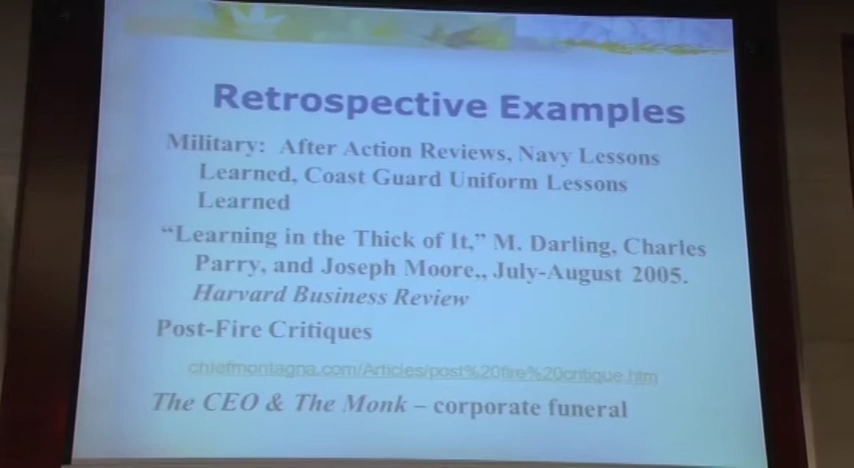 Retrospective Examples
Military: After Action Reviews, Navy Lessons
Learned, Coast Guard Uniform Lessons
Learned
“Learning in the Thick of It,” M. Darling, Charles
Parry, and Joseph Moore,, July-August 2005.
Harvard Business Review
Post-Fire Critiques
chiefmontagna.com/Articles/post%20fire%20critique.htm
The CEO & The Monk – corporate funeral